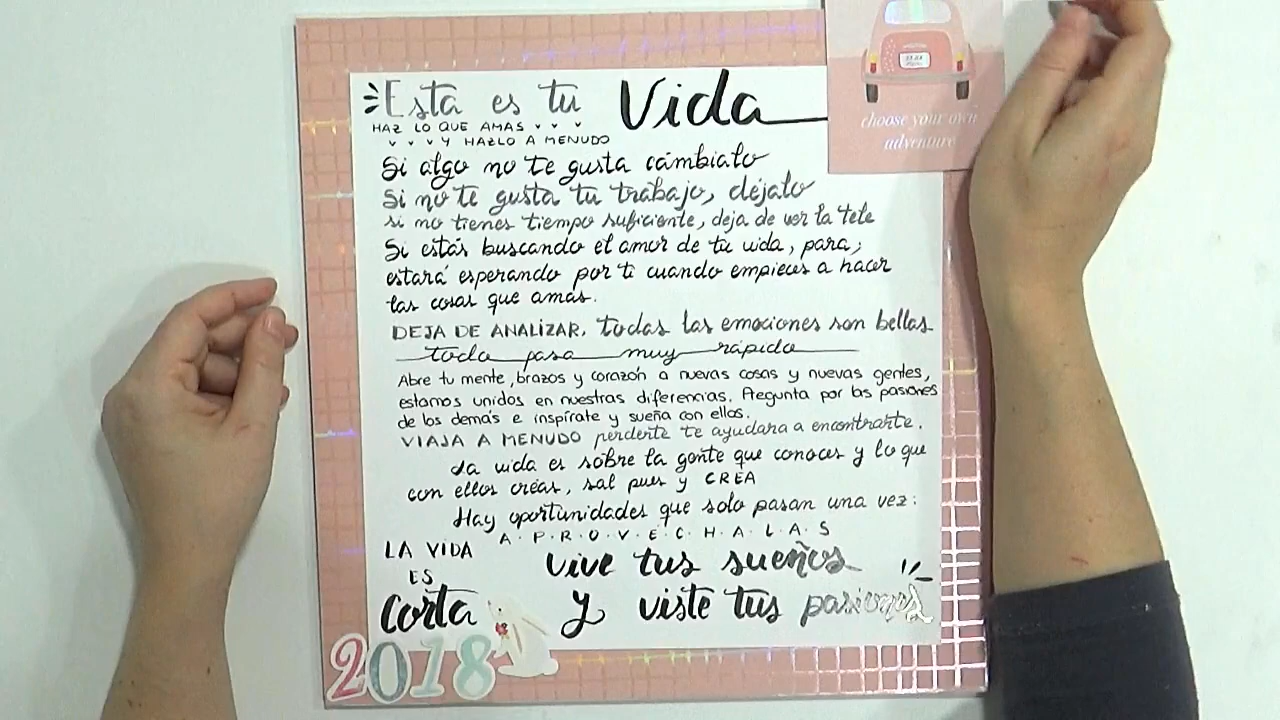 Esta es tu Vida
HAZ LO QUE AMAS
Y HAZLO A MENUDO
Si algo no te gusta cámbialo
Si no te gusta tu trabajo, déjalo
si no tienes tiempo suficiente, deja de ver la tele
Si estás buscando el amor de tu vida, para;
estará esperando por ti cuando empieces a hacer
las cosas que amas.
DEJA DE ANALIZAR, todas las emociones son bellas
todo pasa muy rápido
Abre tu mente, brazos y corazón a nuevas cosas y nuevas gentes,
estamos unidos en nuestras diferencias. Pregunta por las pasiones
de los demás e inspírate y sueña con ellos.
VIAJA A MENUDO perderte te ayudara a encontrarte.
La vida es sobre la gente que conoces y lo que
con ellos creas, sal pues y CREA
Hay oportunidades que solo pasan una vez:
A·P·R·O·V·E·C·H·A·L·A·S
LA VIDA
ES
corta
vive tus sueños
y viste tus pasiones
2018
choose your own
adventure